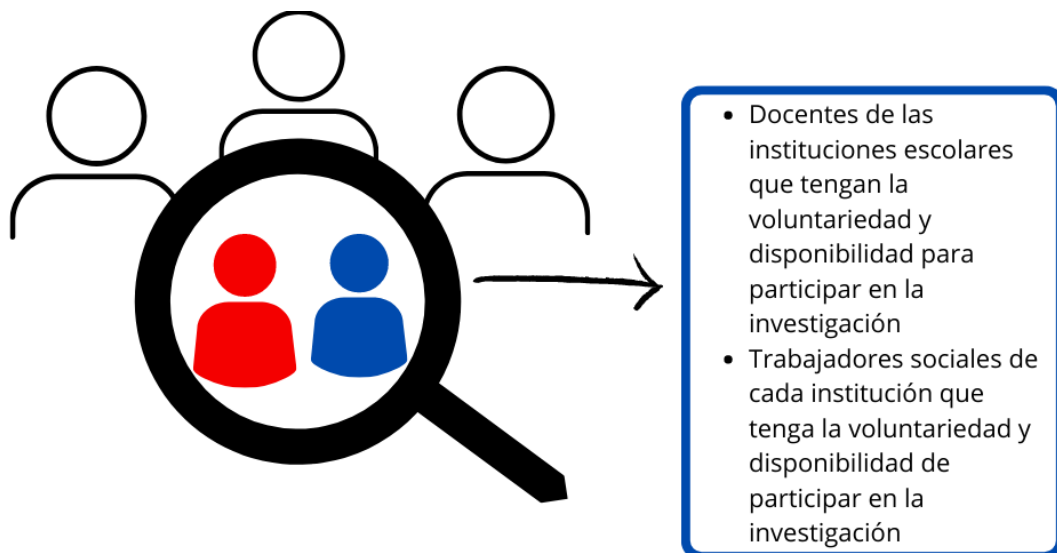 • Docentes de las
instituciones escolares
que tengan la
voluntariedad y
disponibilidad para
participar en la
investigación
• Trabajadores sociales de
cada institución que
tenga la voluntariedad y
disponibilidad de
participar en la
investigación